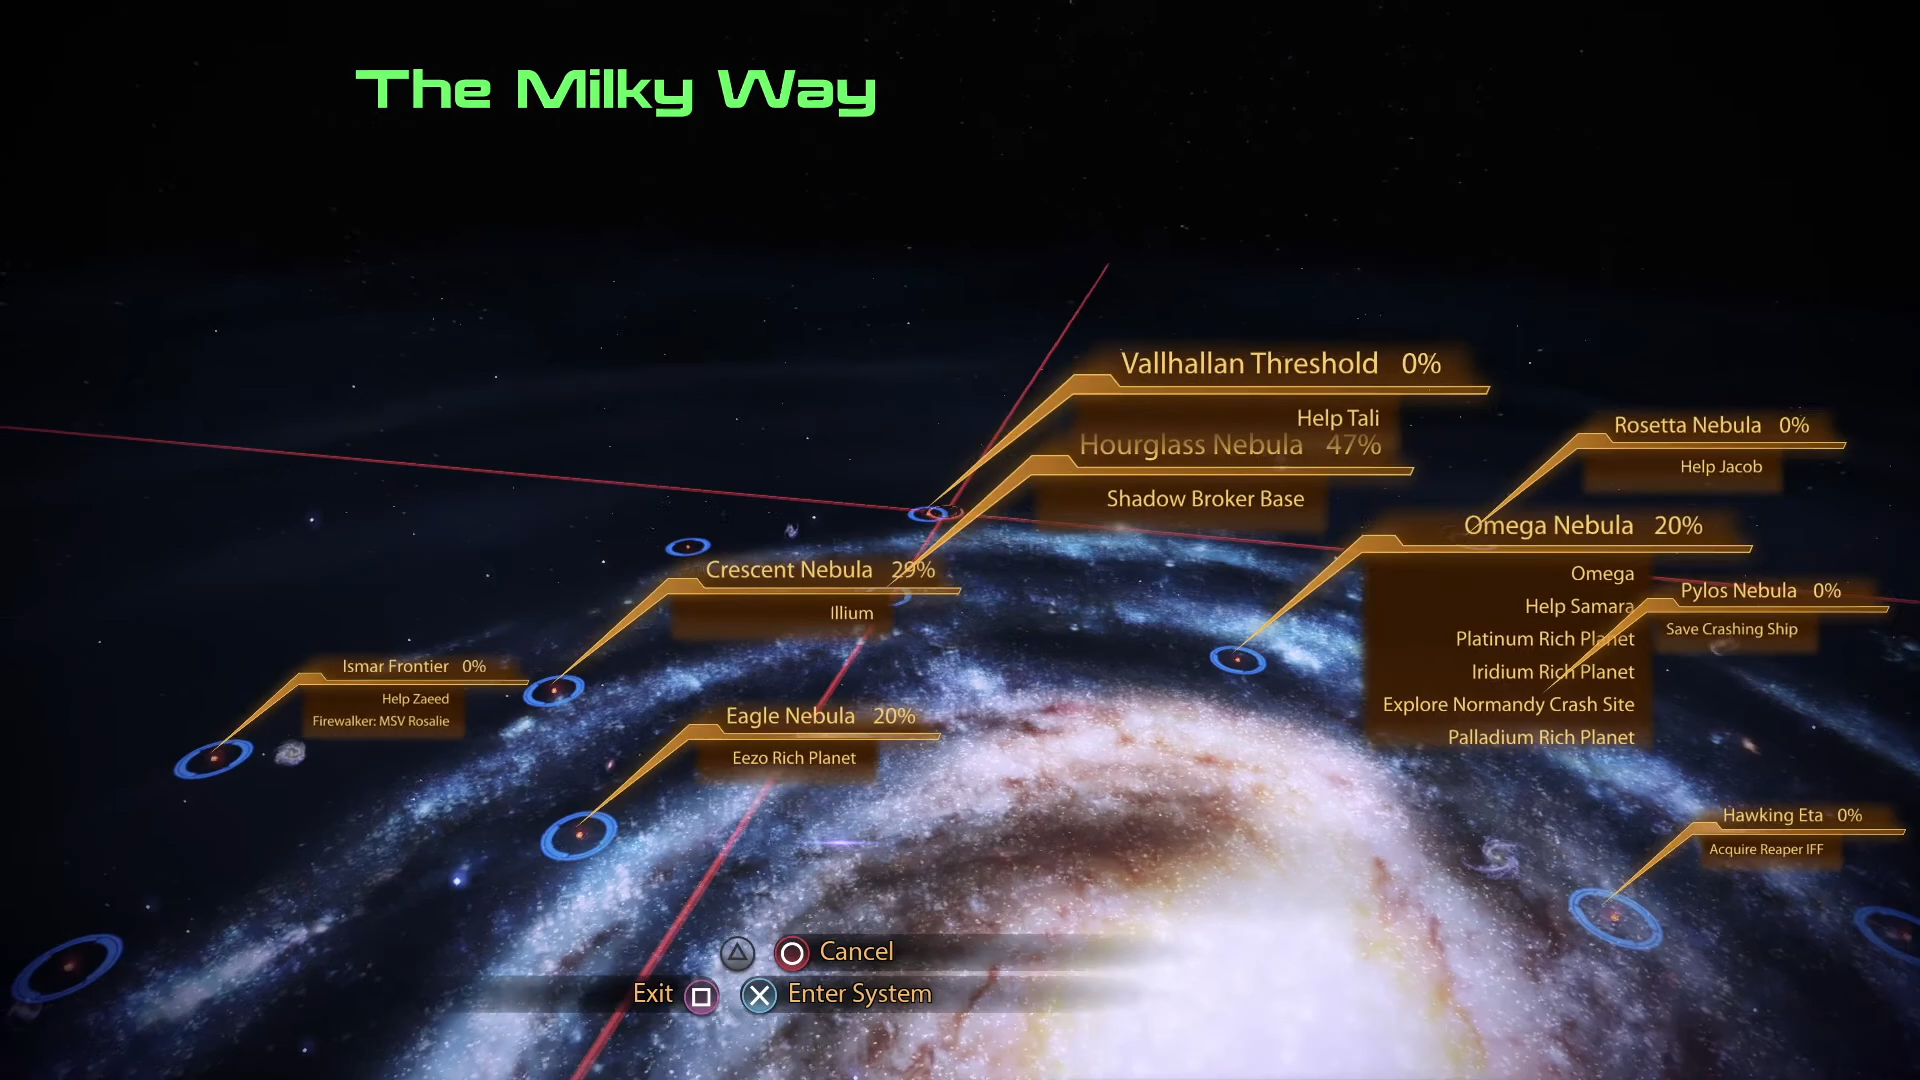 The Milky Way
Vallhallan Threshold 0%
Help Tali
Hourglass Nebula 47%
Shadow Broker Base
Rosetta Nebula 0%
Help Jacob
Omega Nebula 20%
Omega
Help Samara
Platinum Rich Planet
Iridium Rich Planet
Explore Normandy Crash Site
Palladium Rich Planet
Pylos Nebula 0%
Save Crashing Ship
Crescent Nebula 29%
Illium
Ismar Frontier 0%
Help Zaeed
Firewalker: MSV Rosalie
Eagle Nebula 20%
Eezo Rich Planet
Hawking Eta 0%
Acquire Reaper IFF
Cancel
Exit
Enter System